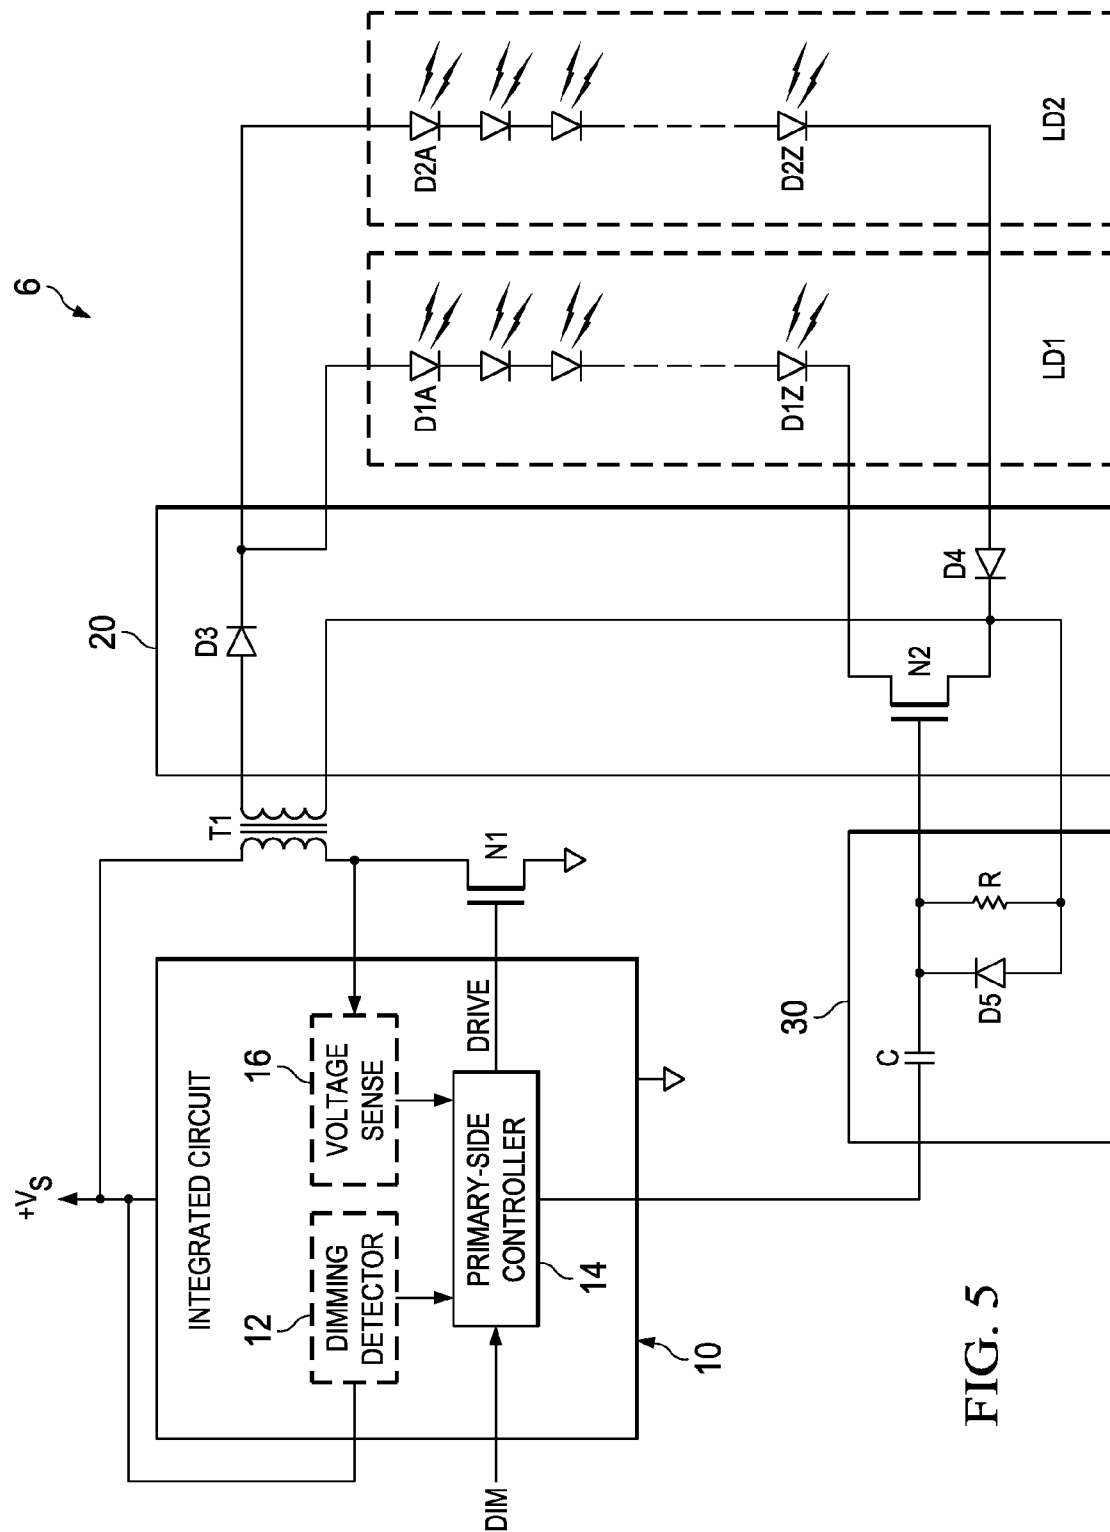 6
+VS
INTEGRATED CIRCUIT
12
DIMMING
DETECTOR
16
VOLTAGE
SENSE
PRIMARY-SIDE
CONTROLLER
14
DRIVE
DIM
10
T1
N1
20
D3
N2
D4
30
C
D5
R
D1A
D1Z
LD1
D2A
D2Z
LD2
FIG. 5